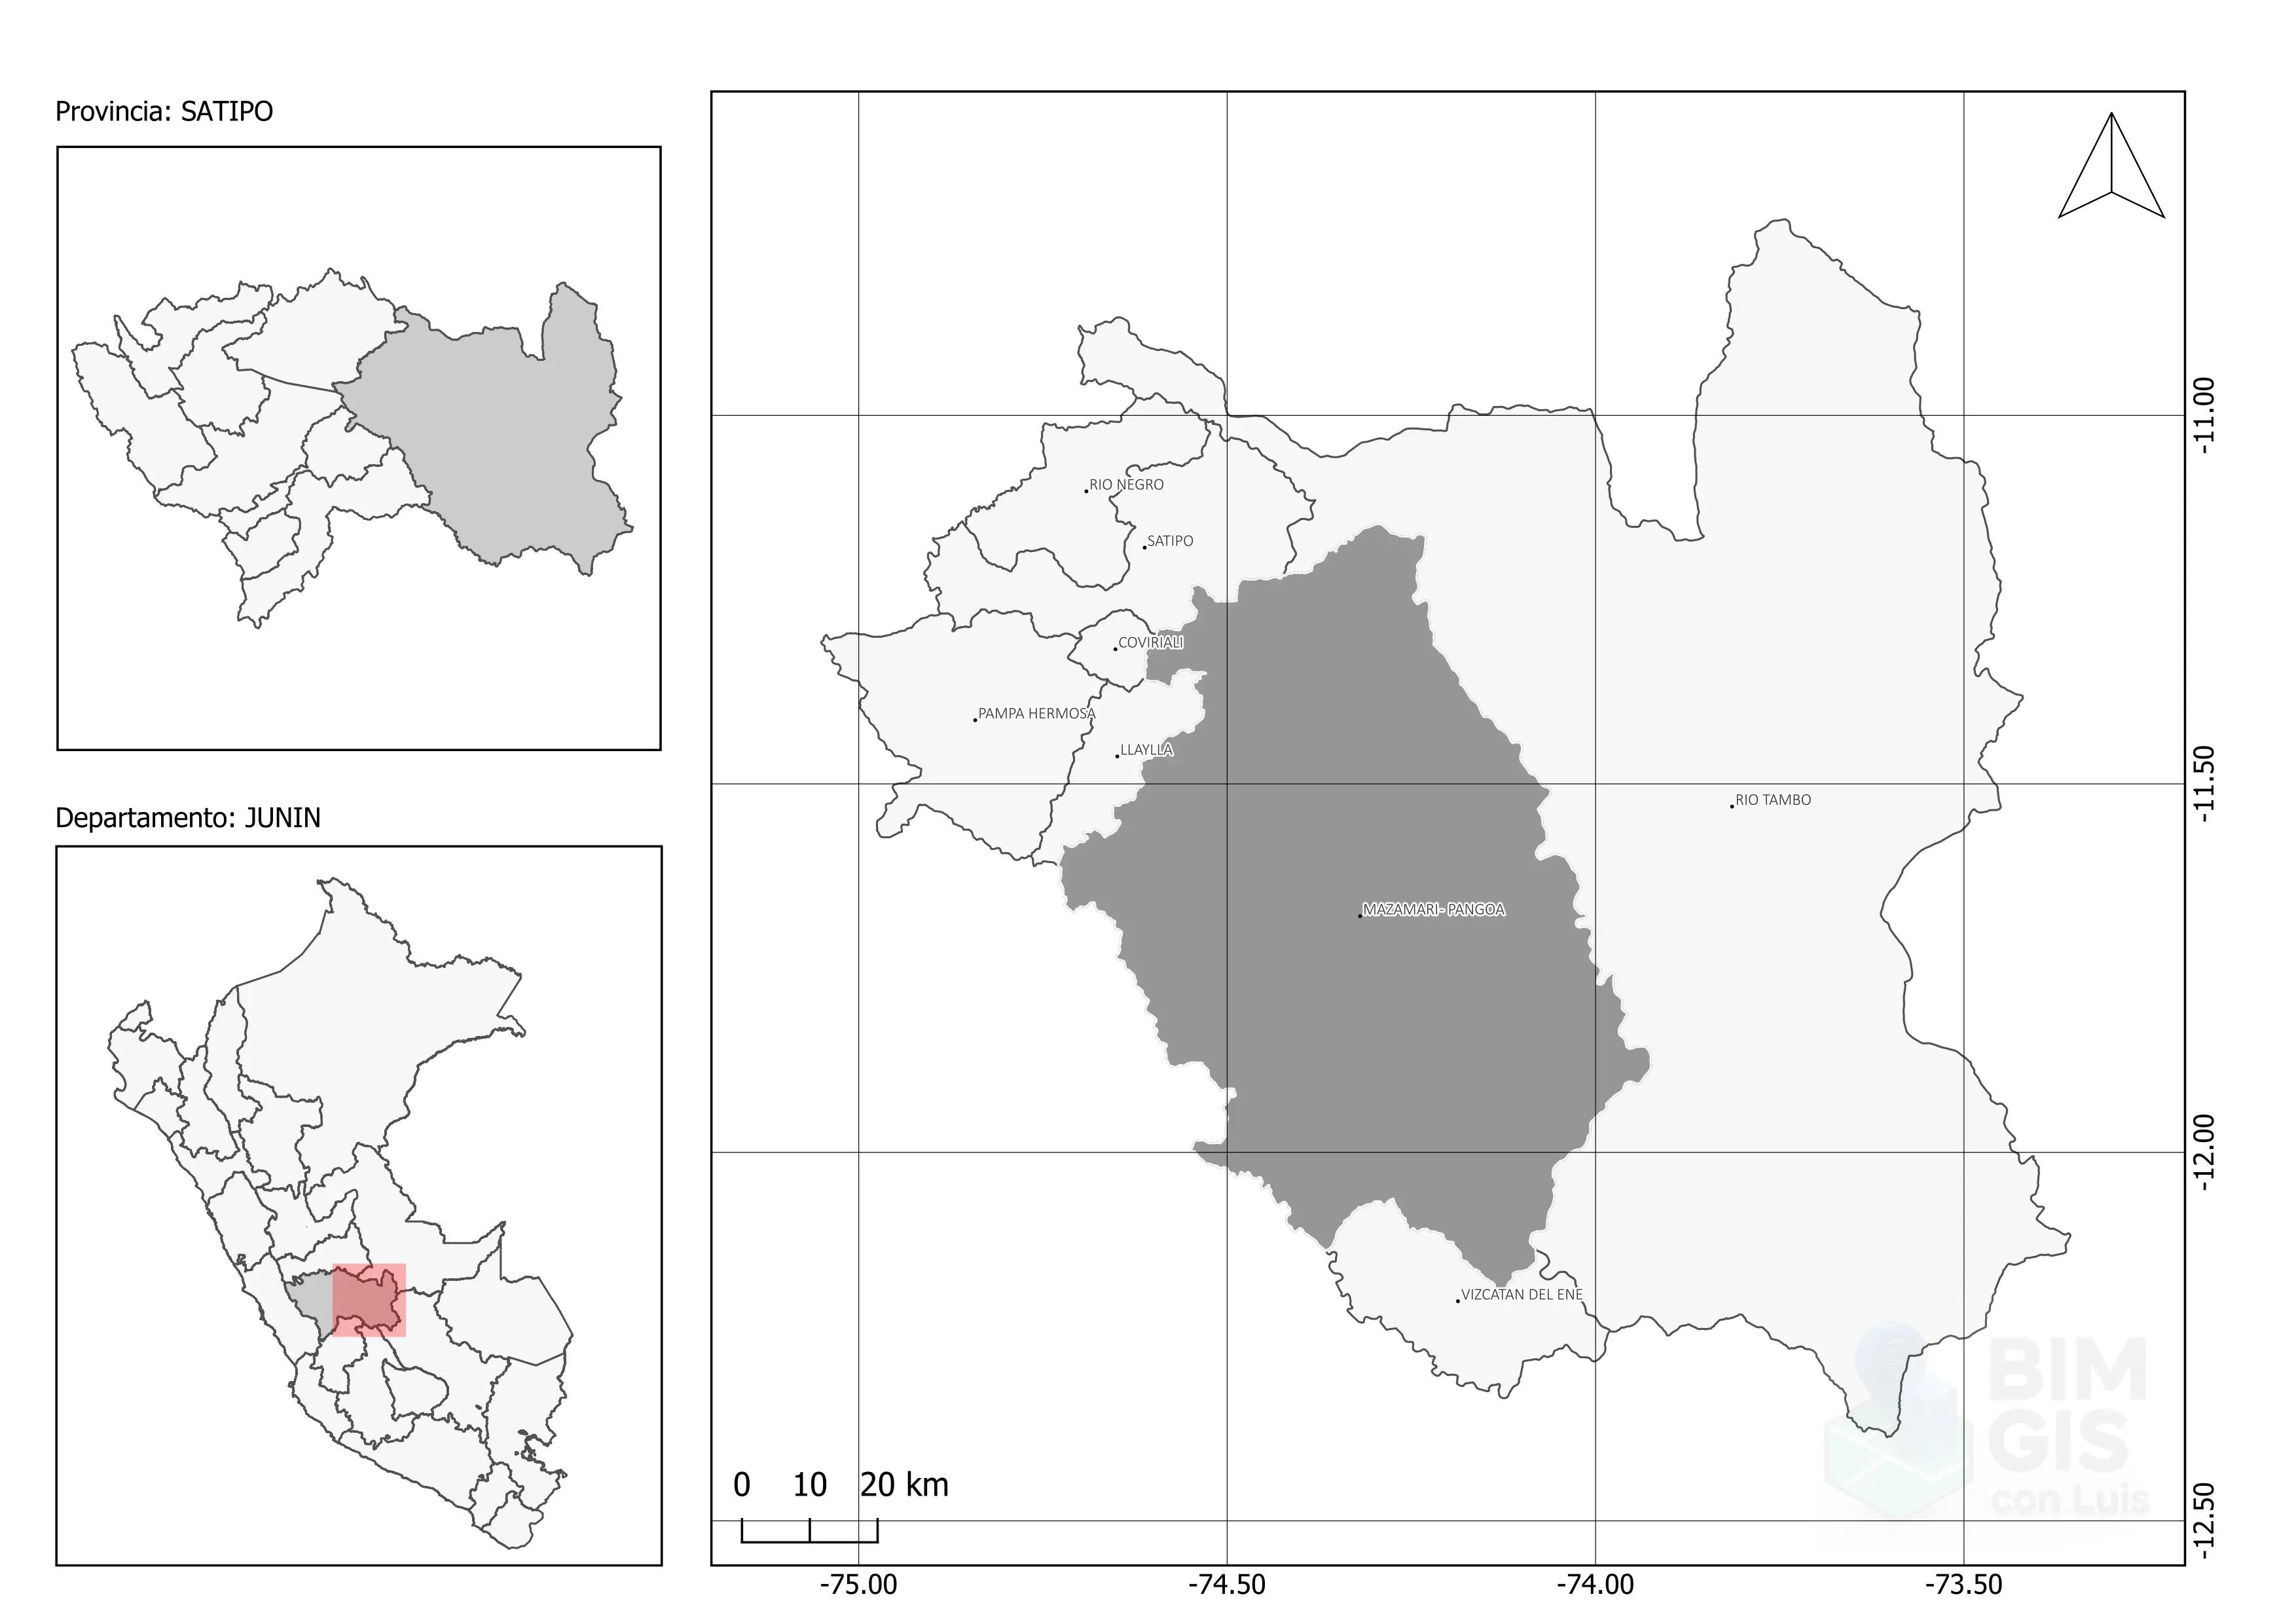 Provincia: SATIPO
Departamento: JUNIN
RIO NEGRO
SATIPO
COVIRIALI
PAMPA HERMOSA
LLAYLLA
RIO TAMBO
MAZAMARI- PANGOA
VIZCATAN DEL ENE
0 10 20 km
-11.00
-11.50
-12.00
-12.50
-75.00 -74.50 -74.00 -73.50
BIM
GIS
con Luis